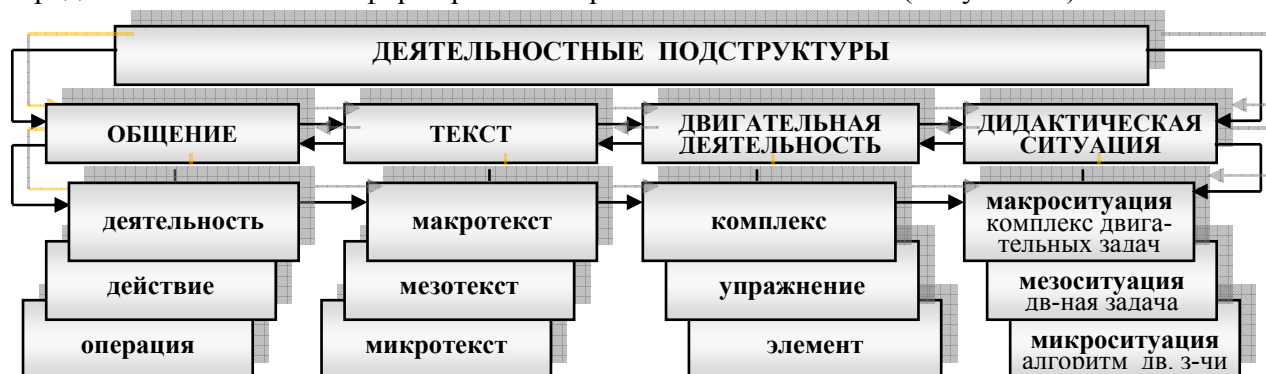 ДЕЯТЕЛЬНОСТНЫЕ ПОДСТРУКТУРЫ
ОБЩЕНИЕ
ТЕКСТ
ДВИГАТЕЛЬНАЯ
ДЕЯТЕЛЬНОСТЬ
ДИДАКТИЧЕСКАЯ
СИТУАЦИЯ
деятельность
макротекст
комплекс
макроситуация
комплекс двига-
тельных задач
действие
мезотекст
упражнение
мезоситуация
дв-ная задача
операция
микротекст
элемент
микроситуация
алгоритм дв. з-чи